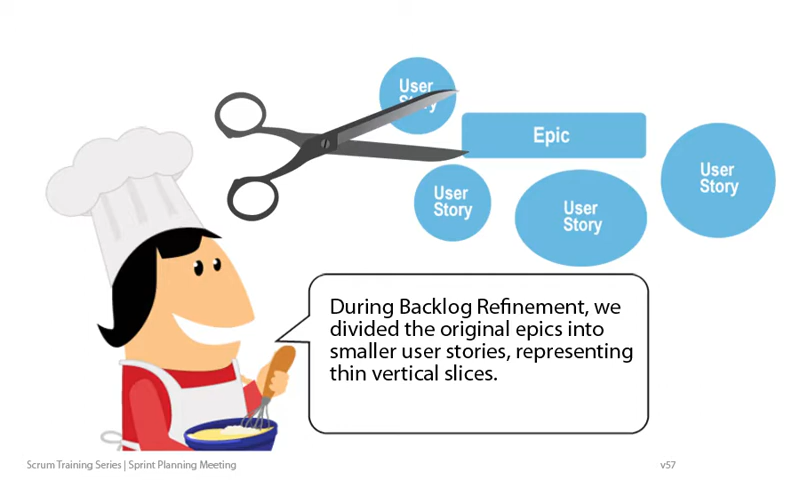 User
Story
Epic
User
Story
User
Story
User
Story
During Backlog Refinement, we
divided the original epics into
smaller user stories, representing
thin vertical slices.
Scrum Training Series | Sprint Planning Meeting
v57